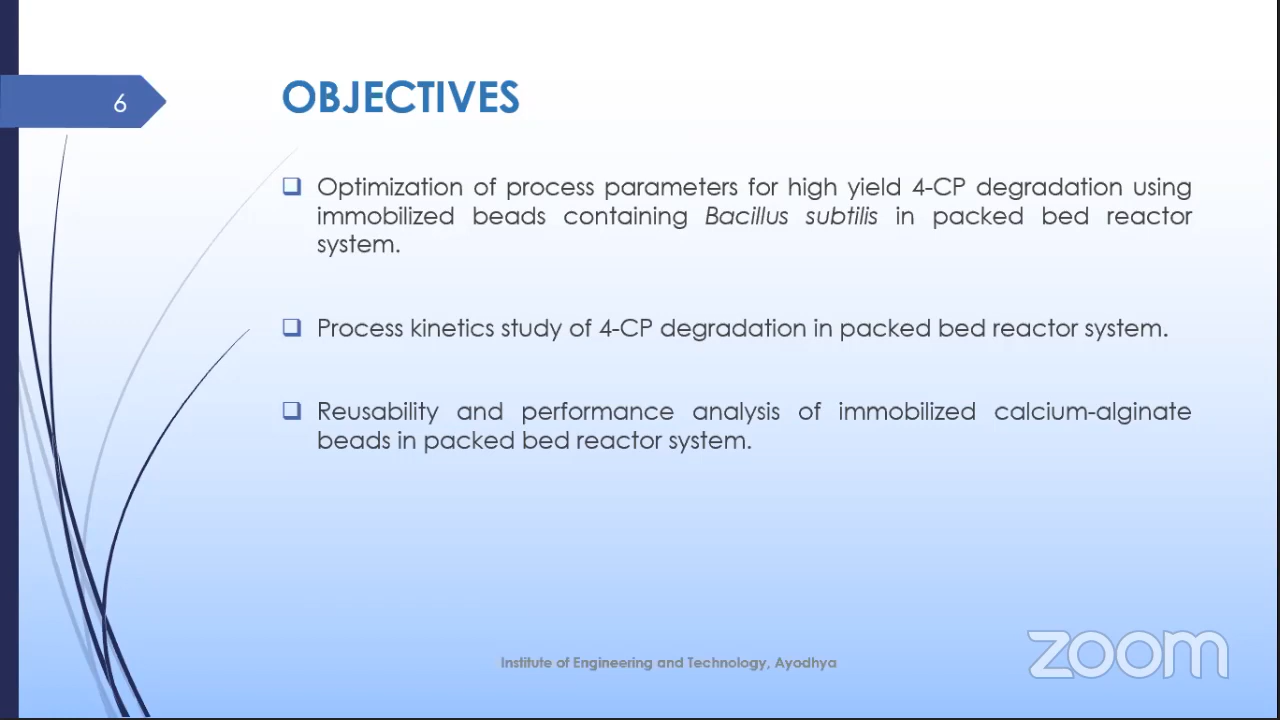 6
OBJECTIVES
Optimization of process parameters for high yield 4-CP degradation using
immobilized beads containing Bacillus subtilis in packed bed reactor
system.
Process kinetics study of 4-CP degradation in packed bed reactor system.
Reusability and performance analysis of immobilized calcium-alginate
beads in packed bed reactor system.
Institute of Engineering and Technology, Ayodhya
zoom